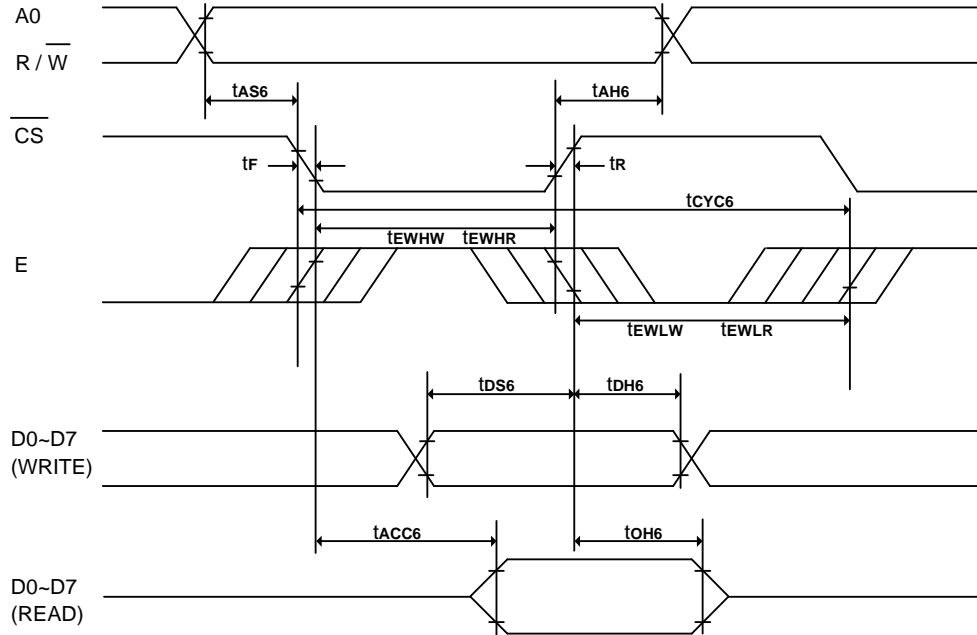 A0
R / W
tAS6
tAH6
CS
tF
tR
tCYC6
tEWHW tEWHR
E
tEWLW tEWLR
tDS6
tDH6
D0~D7
(WRITE)
tACC6
tOH6
D0~D7
(READ)